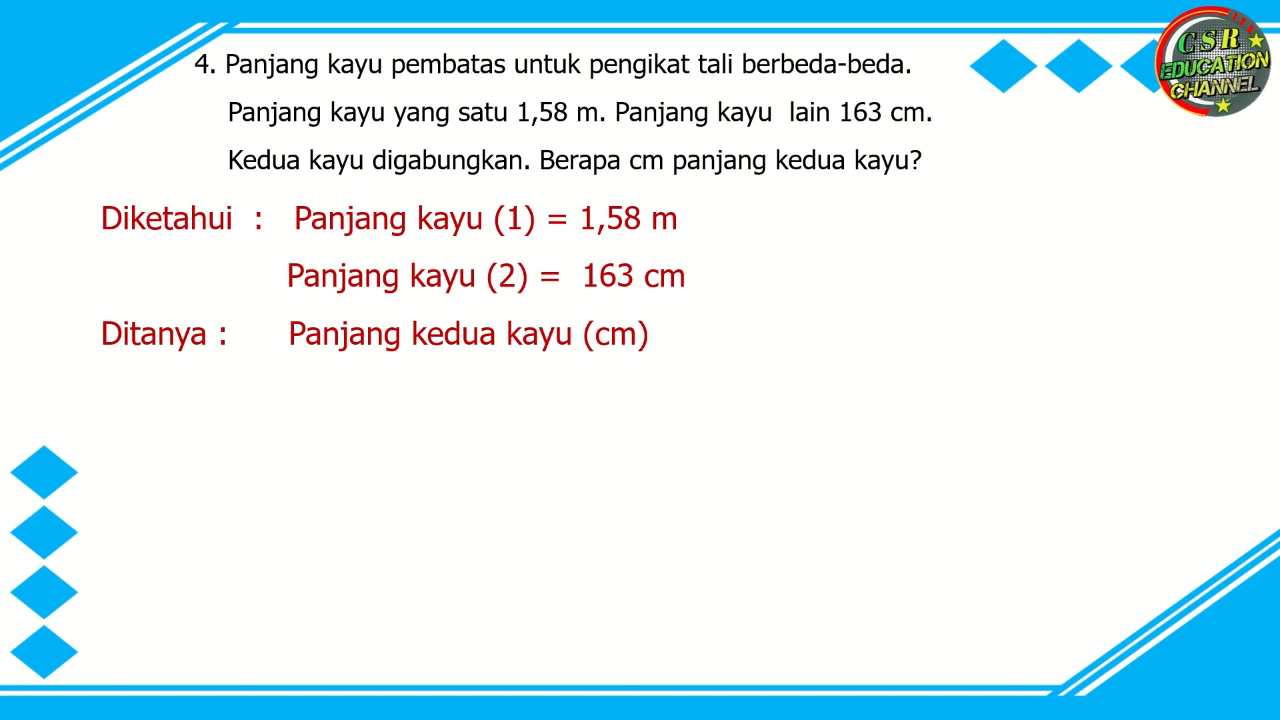 4. Panjang kayu pembatas untuk pengikat tali berbeda-beda.
Panjang kayu yang satu 1,58 m. Panjang kayu lain 163 cm.
Kedua kayu digabungkan. Berapa cm panjang kedua kayu?
Diketahui : Panjang kayu (1) = 1,58 m
Panjang kayu (2) = 163 cm
Ditanya : Panjang kedua kayu (cm)
CSR
EDUCATION
CHANNEL